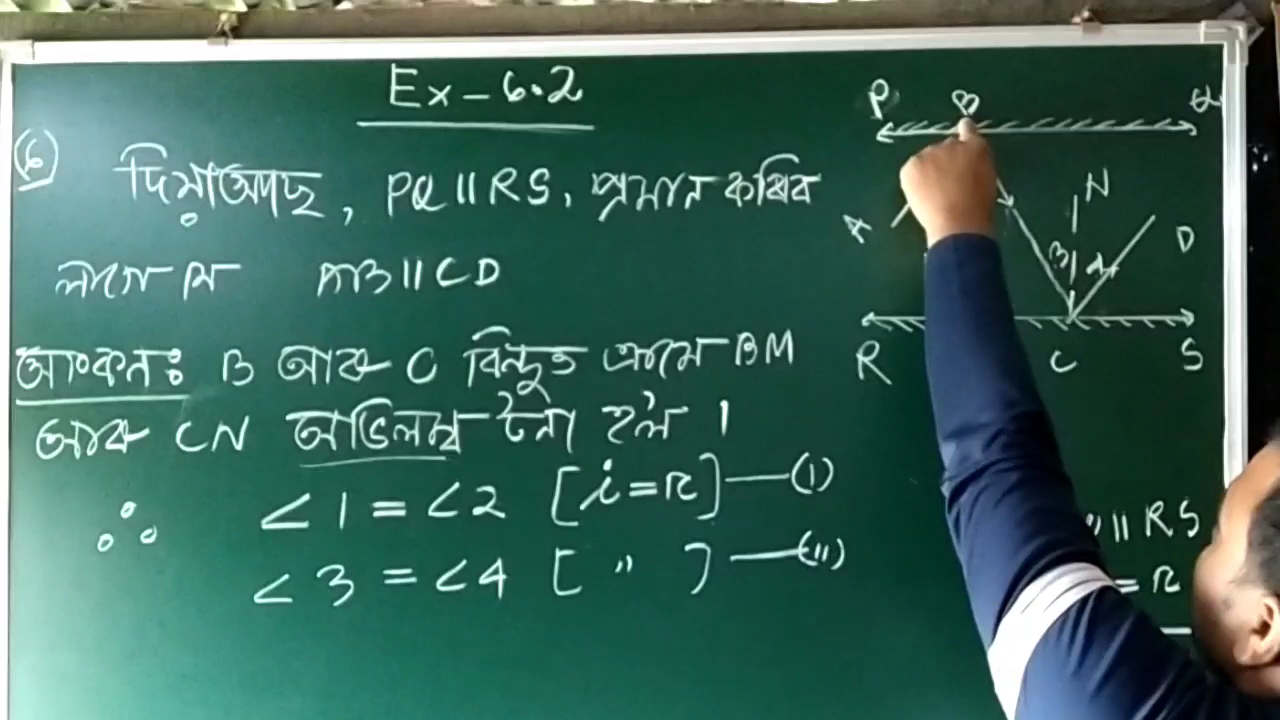 Ex-6.2
(6) দিয়া আছে, PQ || RS, প্ৰমান কৰিব
লাগে যে AB || CD
আংকন: B আৰু C বিন্দুত ক্ৰমে BM
আৰু CN অভিলম্ব টনা হ'ল।
∴ <1 = <2 [i=r] —(i)
<3 = <4 [ " ] —(ii)
P B Q
N
A 3 4 D
R C S
|| RS
= r